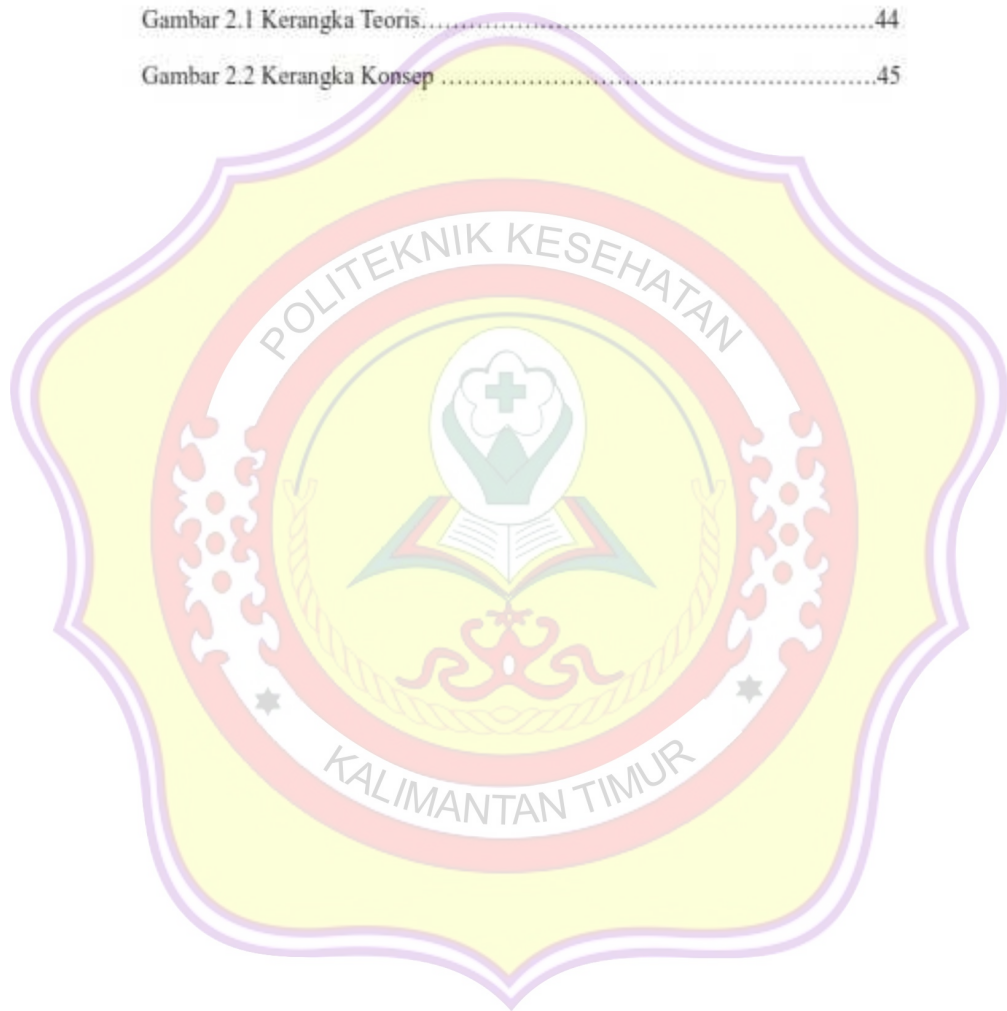 Gambar 2.1 Kerangka Teoris..........................................................44
Gambar 2.2 Kerangka Konsep ........................................................45
POLITEKNIK KESEHATAN
KALIMANTAN TIMUR